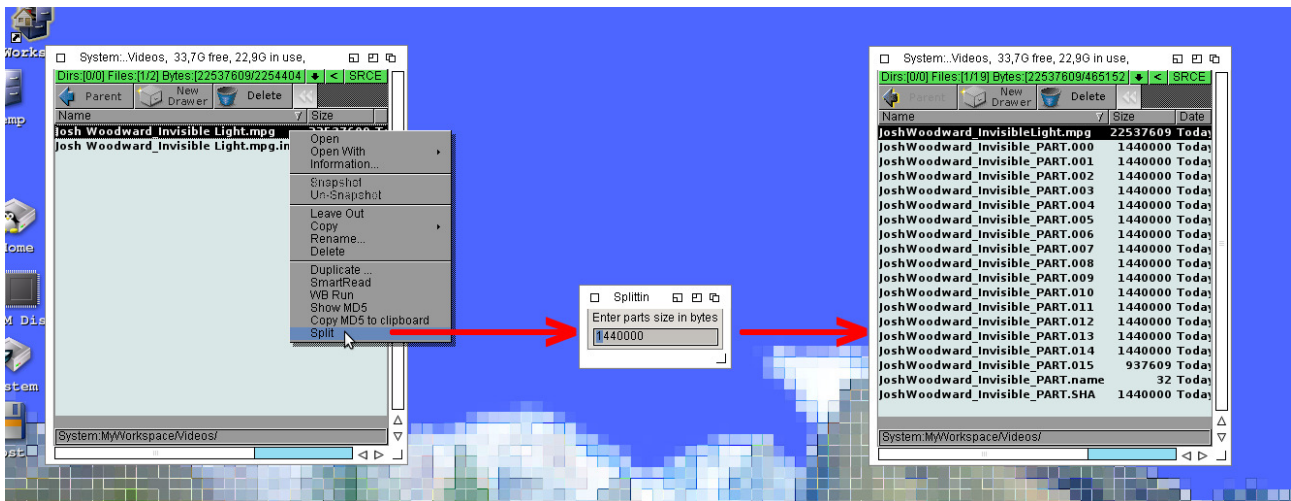 Works
System:..Videos, 33,7G free, 22,9G in use,
Dirs:[0/0] Files:[1/2] Bytes:[22537609/2254404 < SRCE
Parent New Drawer Delete
Name Size
Josh Woodward_Invisible Light.mpg 22537609 T
Josh Woodward_Invisible Light.mpg.in
Open
Open With
Information...
Snapshot
Un-Snapshot
Leave Out
Copy
Rename...
Delete
Duplicate ...
SmartRead
WB Run
Show MD5
Copy MD5 to clipboard
Split
System:MyWorkspace/Videos/
emp
Home
M Dis
stem
ost
Splittin
Enter parts size in bytes
1440000
System:..Videos, 33,7G free, 22,9G in use,
Dirs:[0/0] Files:[1/19] Bytes:[22537609/465152 < SRCE
Parent New Drawer Delete
Name Size Date
JoshWoodward_InvisibleLight.mpg 22537609 Today
JoshWoodward_Invisible_PART.000 1440000 Today
JoshWoodward_Invisible_PART.001 1440000 Today
JoshWoodward_Invisible_PART.002 1440000 Today
JoshWoodward_Invisible_PART.003 1440000 Today
JoshWoodward_Invisible_PART.004 1440000 Today
JoshWoodward_Invisible_PART.005 1440000 Today
JoshWoodward_Invisible_PART.006 1440000 Today
JoshWoodward_Invisible_PART.007 1440000 Today
JoshWoodward_Invisible_PART.008 1440000 Today
JoshWoodward_Invisible_PART.009 1440000 Today
JoshWoodward_Invisible_PART.010 1440000 Today
JoshWoodward_Invisible_PART.011 1440000 Today
JoshWoodward_Invisible_PART.012 1440000 Today
JoshWoodward_Invisible_PART.013 1440000 Today
JoshWoodward_Invisible_PART.014 1440000 Today
JoshWoodward_Invisible_PART.015 937609 Today
JoshWoodward_Invisible_PART.name 32 Today
JoshWoodward_Invisible_PART.SHA 1440000 Today
System:MyWorkspace/Videos/